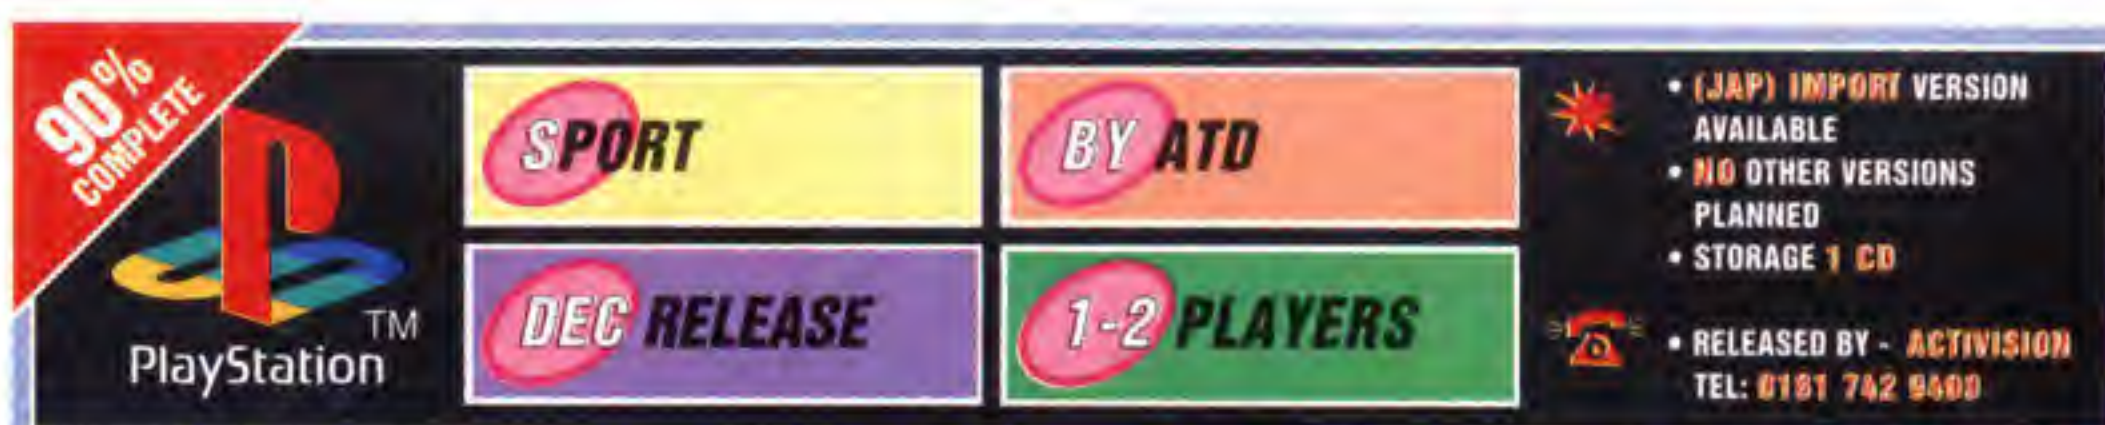 90%
COMPLETE
TM
PlayStation
SPORT
BY ATD
DEC RELEASE
1-2 PLAYERS
• (JAP) IMPORT VERSION
AVAILABLE
• NO OTHER VERSIONS
PLANNED
• STORAGE 1 CD
• RELEASED BY - ACTIVISION
TEL: 0181 742 9400